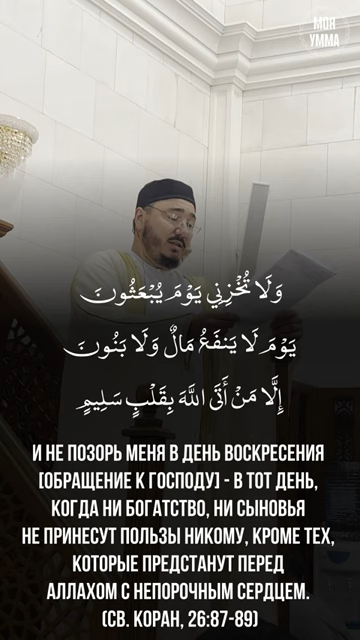 МОЯ
УММА
وَلَا تُخْزِنِي يَوْمَ يُبْعَثُونَ
يَوْمَ لَا يَنفَعُ مَالٌ وَلَا بَنُونَ
إِلَّا مَنْ أَتَى اللَّهَ بِقَلْبٍ سَلِيمٍ
И НЕ ПОЗОРЬ МЕНЯ В ДЕНЬ ВОСКРЕСЕНИЯ
[ОБРАЩЕНИЕ К ГОСПОДУ] - В ТОТ ДЕНЬ,
КОГДА НИ БОГАТСТВО, НИ СЫНОВЬЯ
НЕ ПРИНЕСУТ ПОЛЬЗЫ НИКОМУ, КРОМЕ ТЕХ,
КОТОРЫЕ ПРЕДСТАНУТ ПЕРЕД
АЛЛАХОМ С НЕПОРОЧНЫМ СЕРДЦЕМ.
(СВ. КОРАН, 26:87-89)